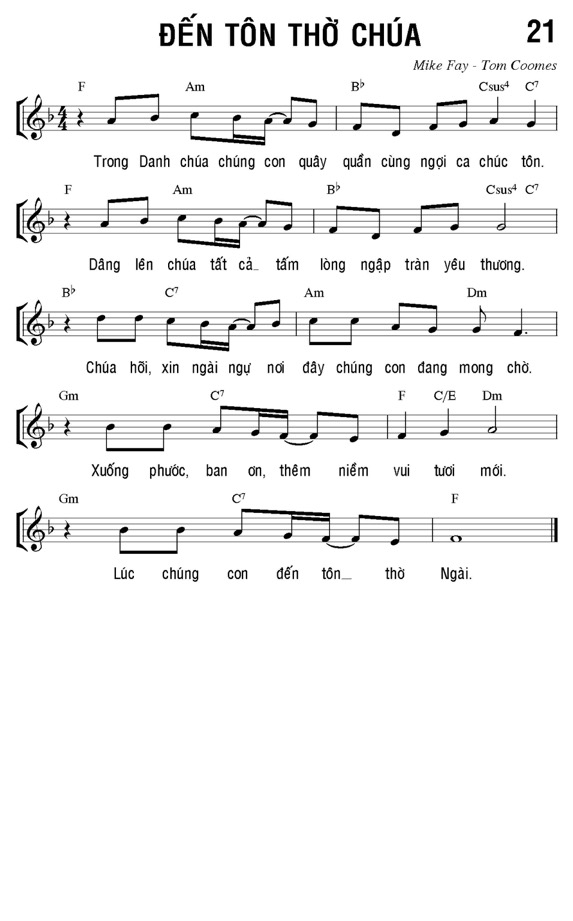 ĐẾN TÔN THỜ CHÚA 21
Mike Fay - Tom Coomes
F Am B♭ Csus4 C7
4/4
Trong Danh chúa chúng con quây quần cùng ngợi ca chúc tôn.
F Am B♭ Csus4 C7
Dâng lên chúa tất cả_ tấm lòng ngập tràn yêu thương.
B♭ C7 Am Dm
Chúa hỡi, xin ngài ngự nơi đây chúng con đang mong chờ.
Gm C7 F C/E Dm
Xuống phước, ban ơn, thêm niềm vui tươi mới.
Gm C7 F
Lúc chúng con đến tôn_ thờ Ngài.